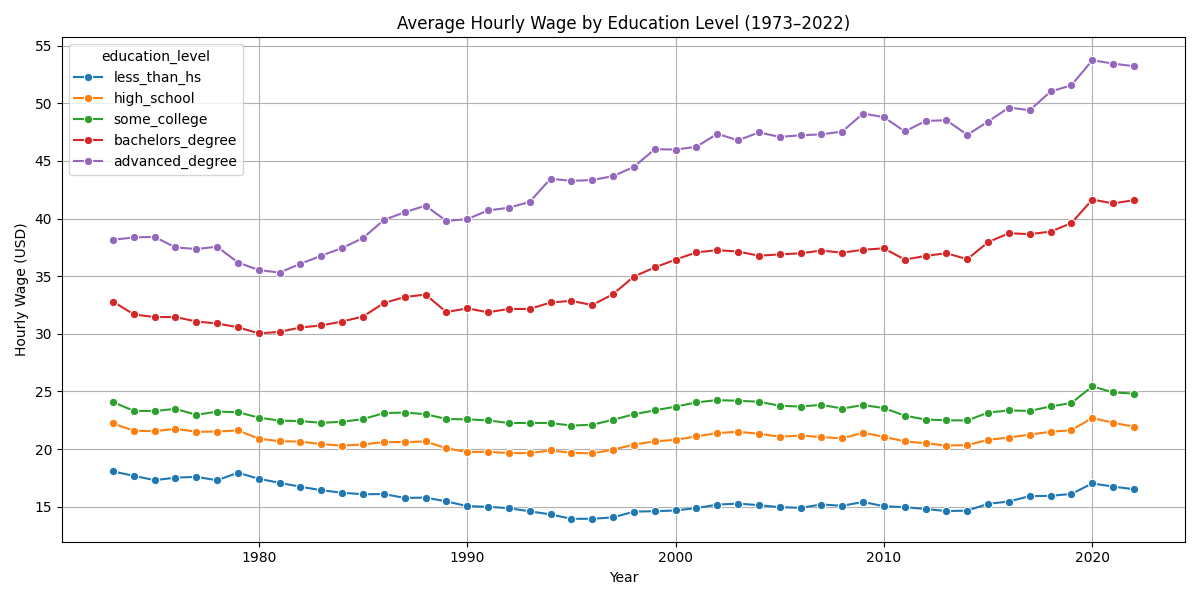 Average Hourly Wage by Education Level (1973–2022)
education_level
less_than_hs
high_school
some_college
bachelors_degree
advanced_degree
Hourly Wage (USD)
55
50
45
40
35
30
25
20
15
1980
1990
2000
2010
2020
Year